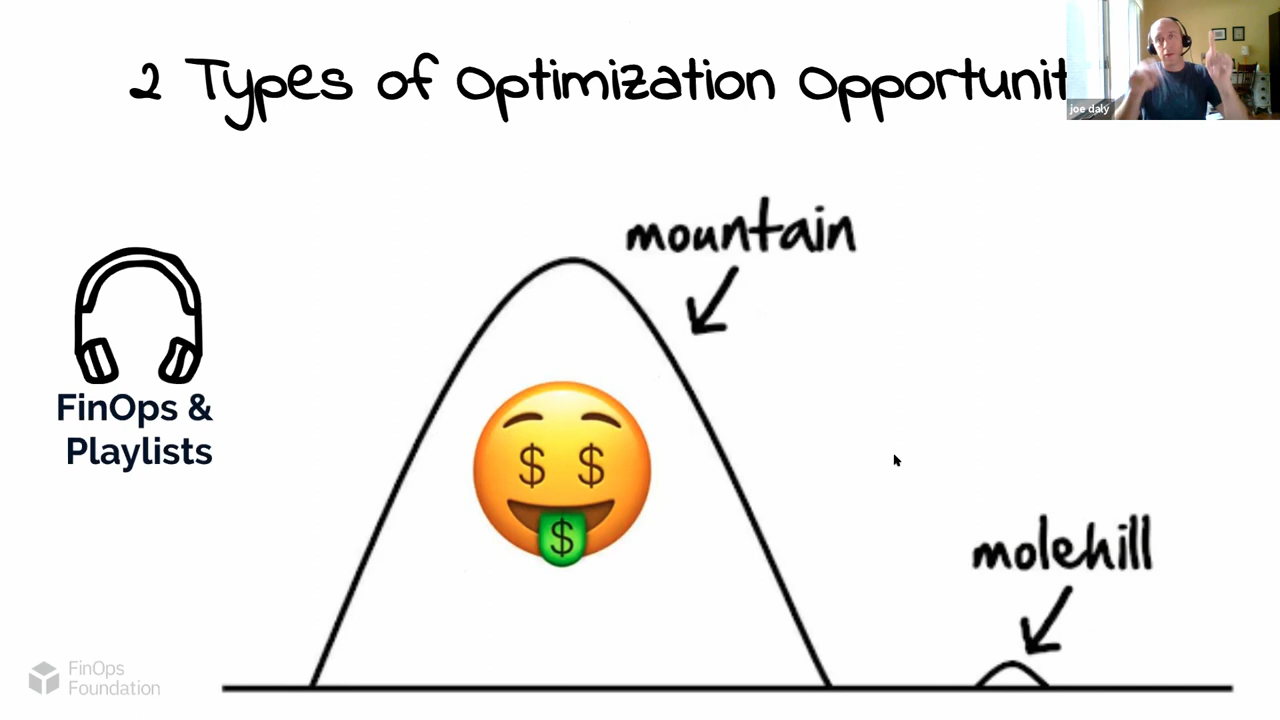 2 Types of Optimization Opportunit
joe daly
mountain
FinOps &
Playlists
$ $
$
molehill
FinOps
Foundation